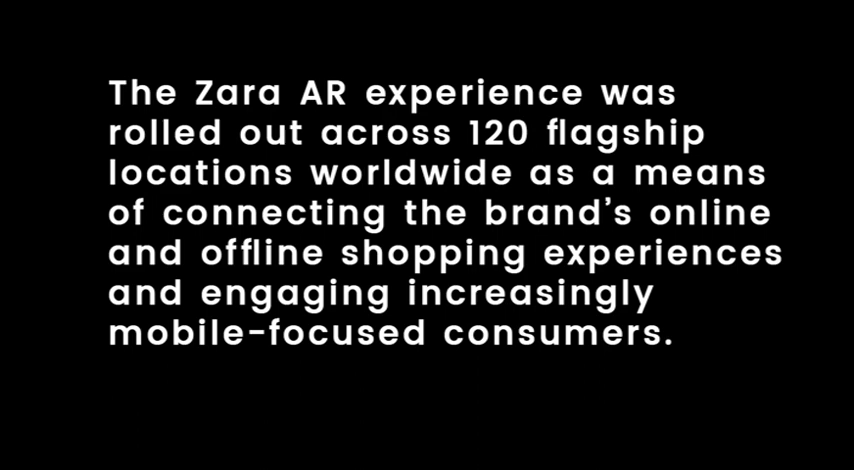 The Zara AR experience was
rolled out across 120 flagship
locations worldwide as a means
of connecting the brand’s online
and offline shopping experiences
and engaging increasingly
mobile-focused consumers.